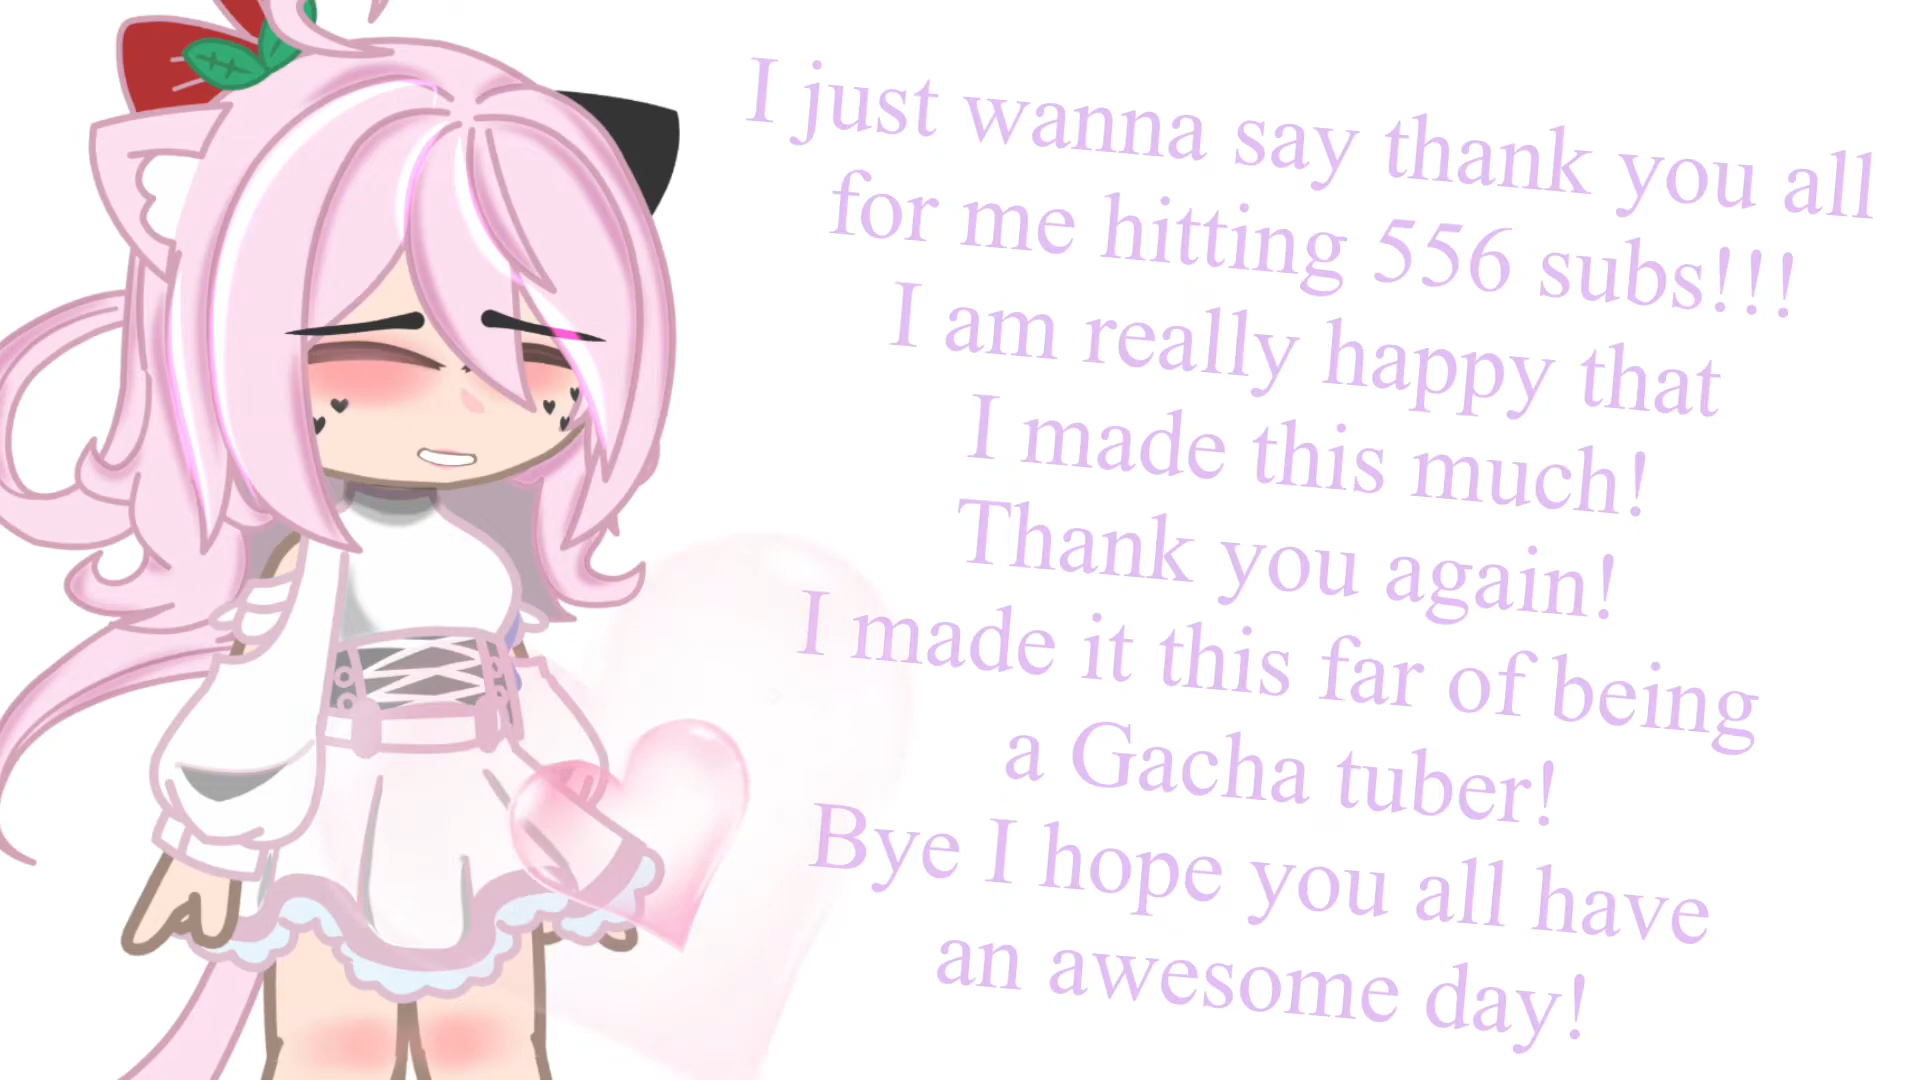 I just wanna say thank you all
for me hitting 556 subs!!!
I am really happy that
I made this much!
Thank you again!
I made it this far of being
a Gacha tuber!
Bye I hope you all have
an awesome day!